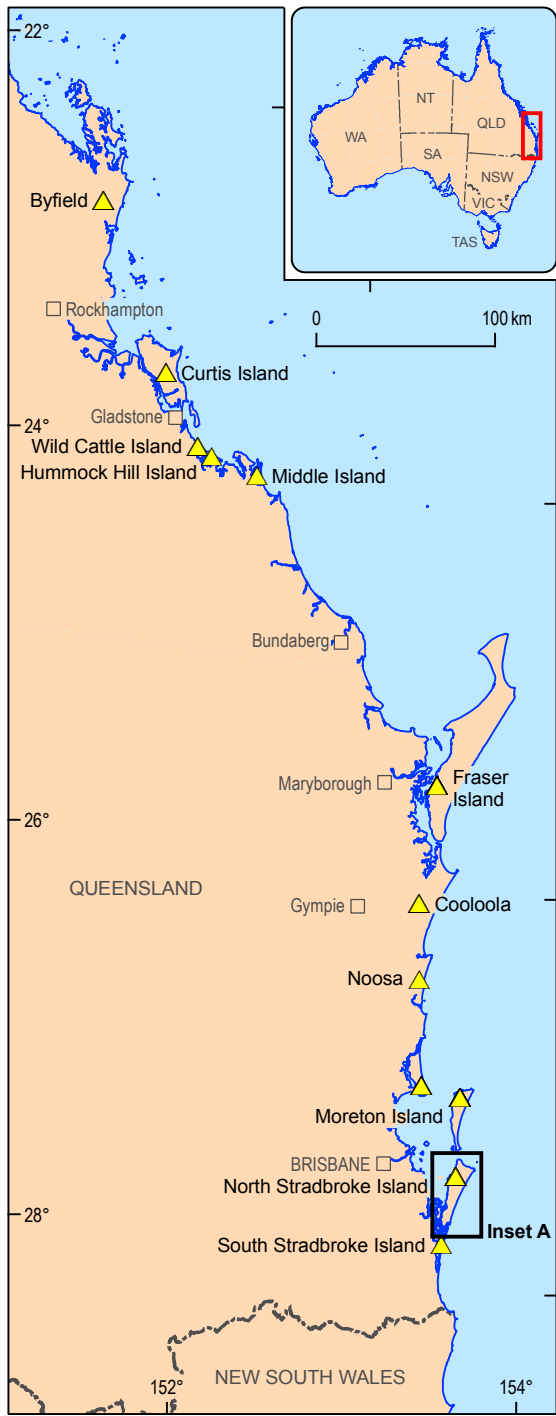 22°
NT
QLD
WA
SA
NSW
VIC
TAS
Byfield
Rockhampton
0 100 km
Curtis Island
Gladstone
24°
Wild Cattle Island
Hummock Hill Island
Middle Island
Bundaberg
Maryborough
Fraser
Island
26°
QUEENSLAND
Gympie
Cooloola
Noosa
Moreton Island
BRISBANE
North Stradbroke Island
28°
Inset A
South Stradbroke Island
NEW SOUTH WALES
152°
154°